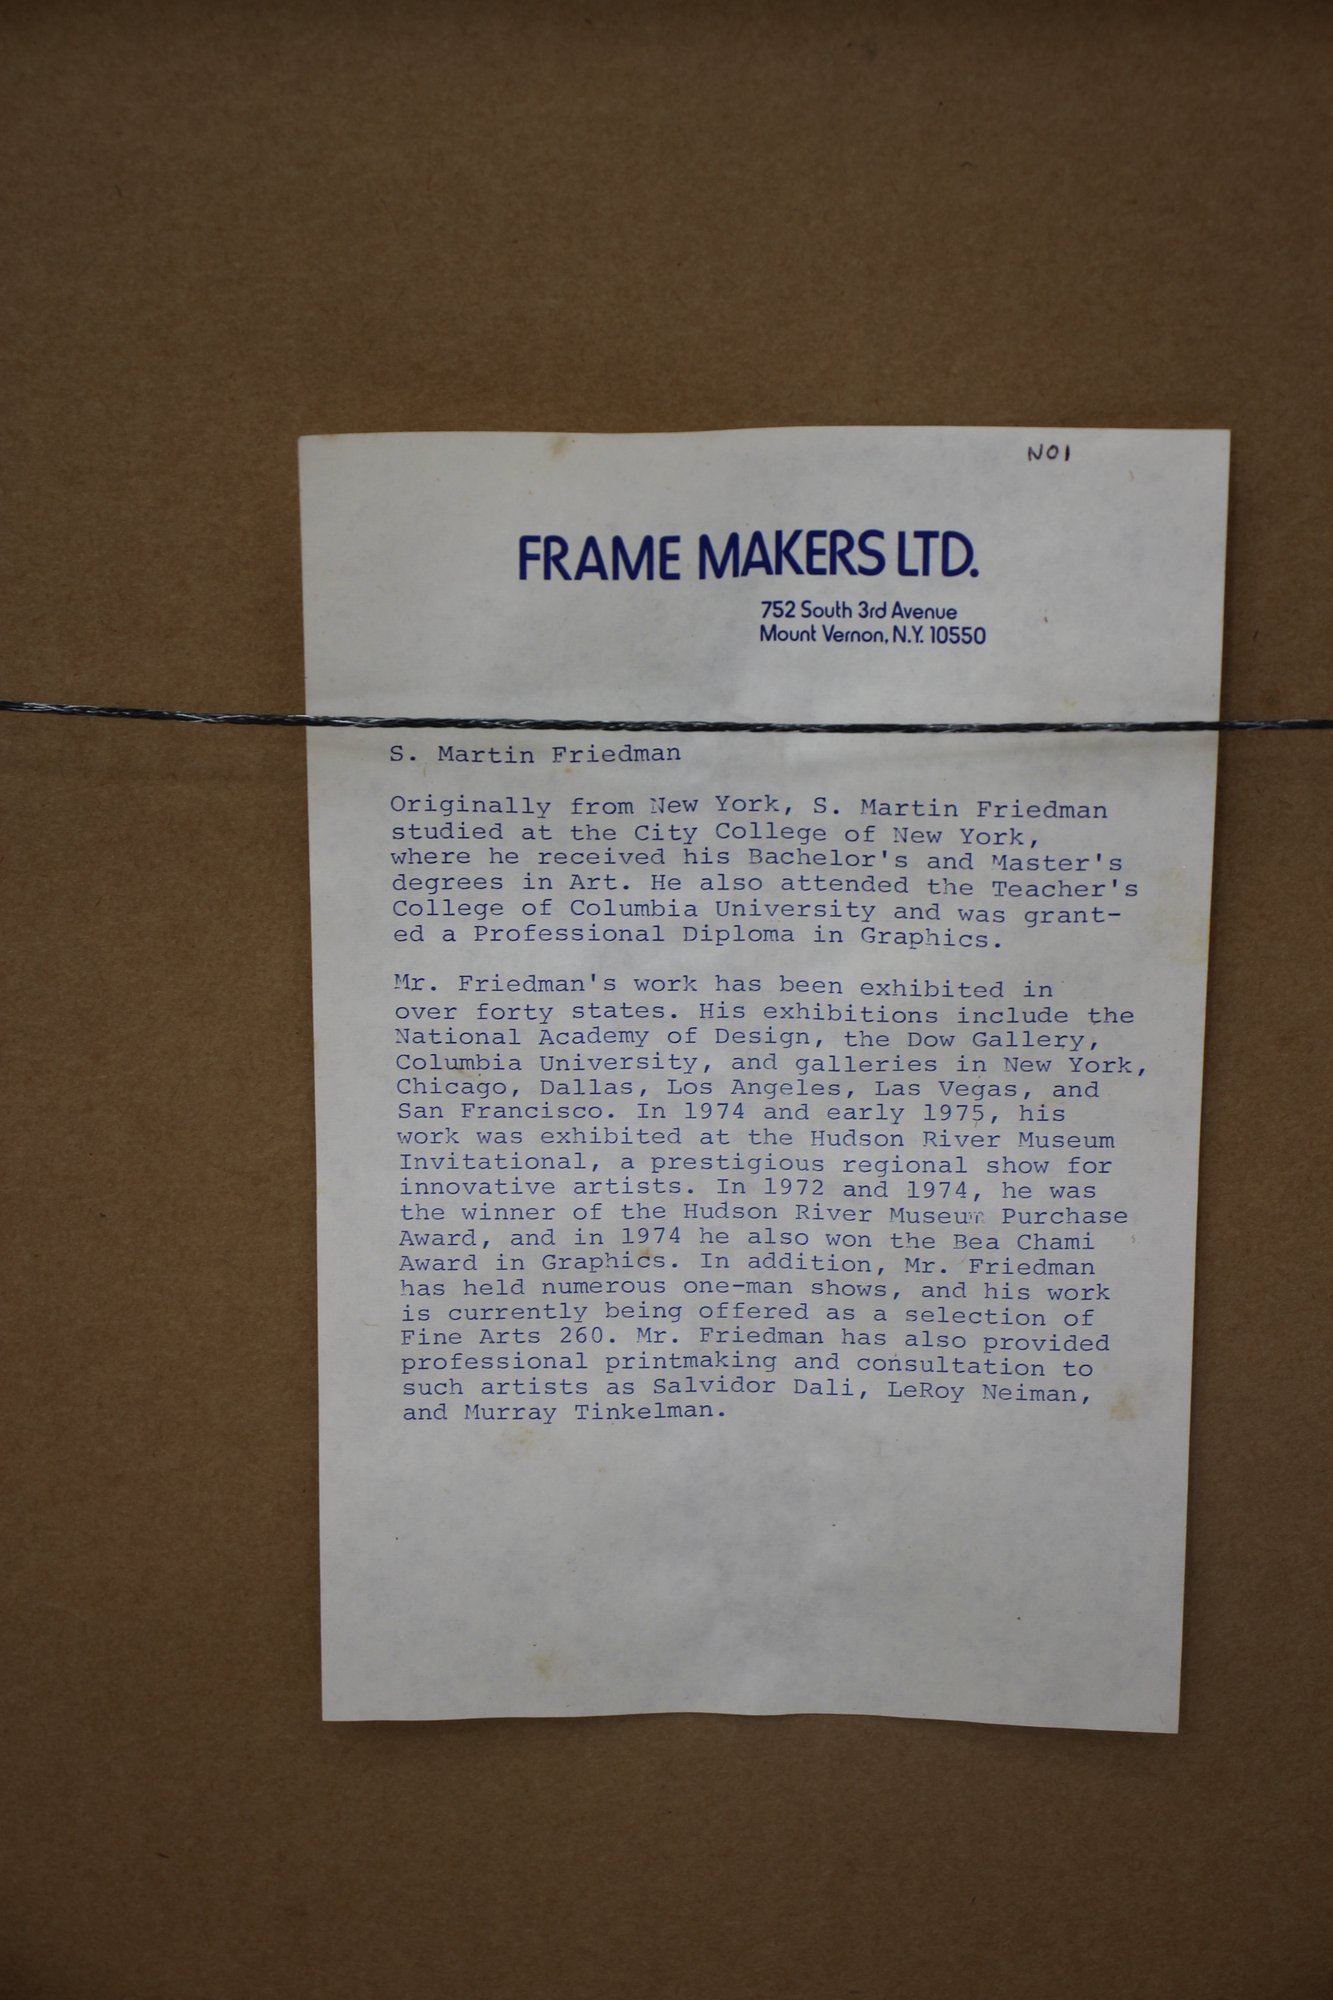 NO1
FRAME MAKERS LTD.
752 South 3rd Avenue
Mount Vernon, N.Y. 10550
S. Martin Friedman
Originally from New York, S. Martin Friedman
studied at the City College of New York,
where he received his Bachelor's and Master's
degrees in Art. He also attended the Teacher's
College of Columbia University and was grant-
ed a Professional Diploma in Graphics.
Mr. Friedman's work has been exhibited in
over forty states. His exhibitions include the
National Academy of Design, the Dow Gallery,
Columbia University, and galleries in New York,
Chicago, Dallas, Los Angeles, Las Vegas, and
San Francisco. In 1974 and early 1975, his
work was exhibited at the Hudson River Museum
Invitational, a prestigious regional show for
innovative artists. In 1972 and 1974, he was
the winner of the Hudson River Museum Purchase
Award, and in 1974 he also won the Bea Chami
Award in Graphics. In addition, Mr. Friedman
has held numerous one-man shows, and his work
is currently being offered as a selection of
Fine Arts 260. Mr. Friedman has also provided
professional printmaking and consultation to
such artists as Salvidor Dali, LeRoy Neiman,
and Murray Tinkelman.